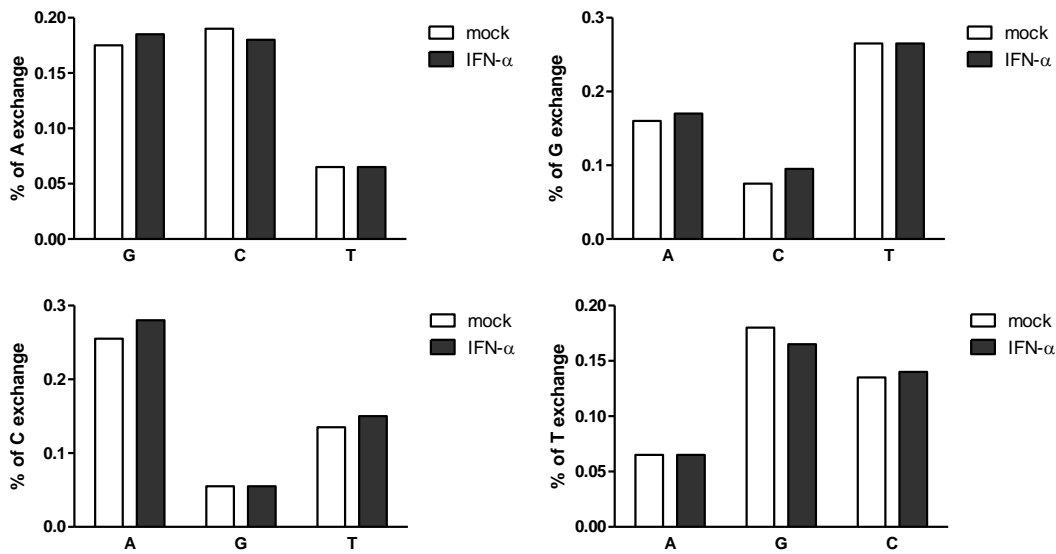 % of A exchange
0.20
0.15
0.10
0.05
0.00
G C T
mock
IFN-α
% of G exchange
0.3
0.2
0.1
0.0
A C T
mock
IFN-α
% of C exchange
0.3
0.2
0.1
0.0
A G T
mock
IFN-α
% of T exchange
0.20
0.15
0.10
0.05
0.00
A G C
mock
IFN-α